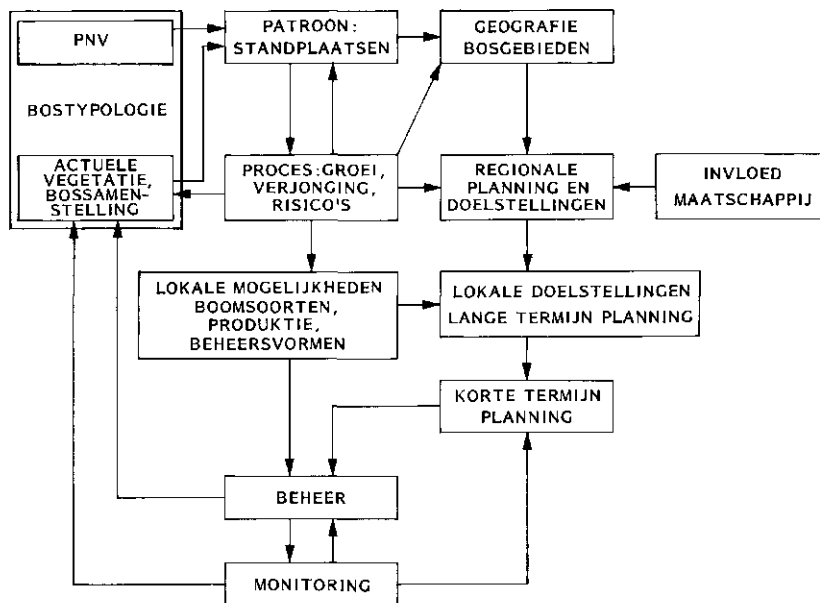 PNV
BOSTYPOLOGIE
ACTUELE
VEGETATIE,
BOSSAMEN-
STELLING
PATROON:
STANDPLAATSEN
GEOGRAFIE
BOSGEBIEDEN
PROCES:GROEI,
VERJONGING,
RISICO'S
REGIONALE
PLANNING EN
DOELSTELLINGEN
INVLOED
MAATSCHAPPIJ
LOKALE MOGELIJKHEDEN
BOOMSOORTEN,
PRODUKTIE,
BEHEERSVORMEN
LOKALE DOELSTELLINGEN
LANGE TERMIJN PLANNING
KORTE TERMIJN
PLANNING
BEHEER
MONITORING